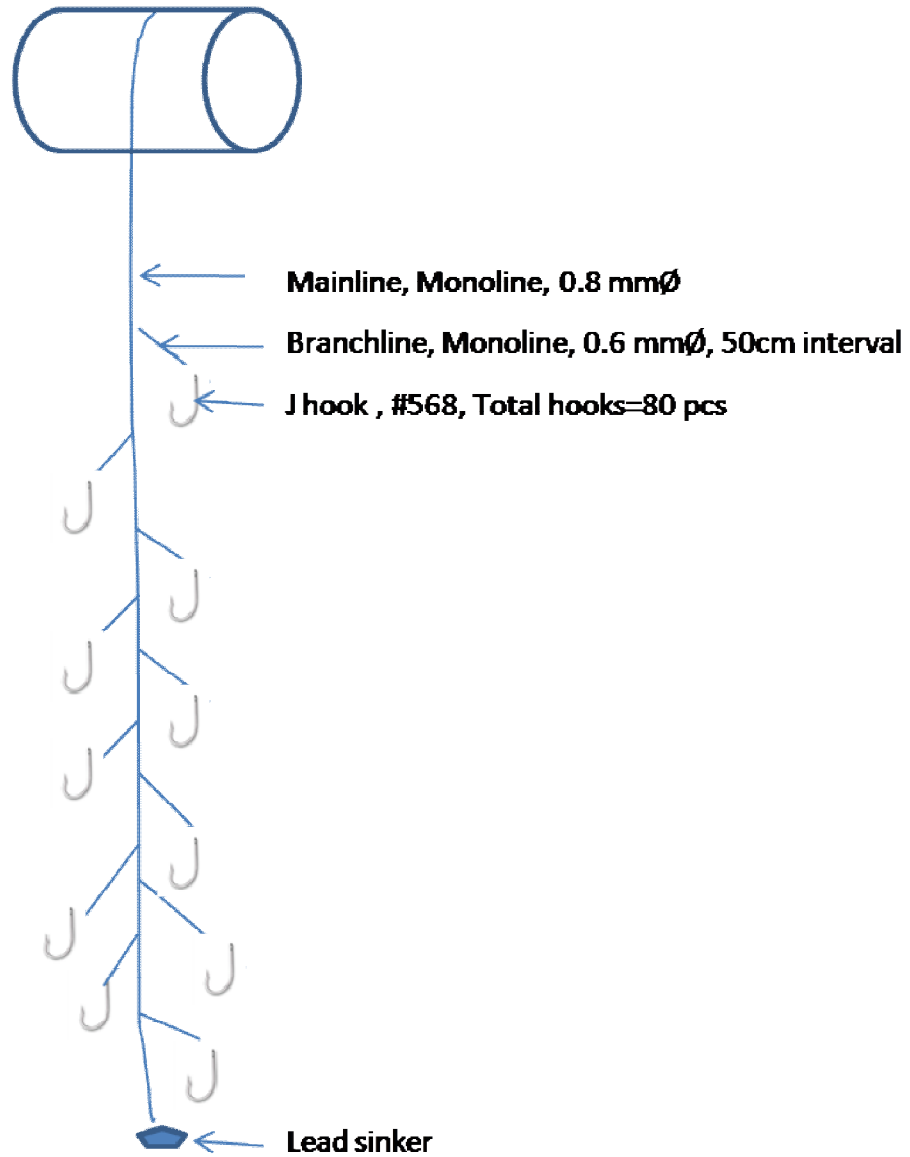 Mainline, Monoline, 0.8 mmØ
Branchline, Monoline, 0.6 mmØ, 50cm interval
J hook , #568, Total hooks=80 pcs
Lead sinker